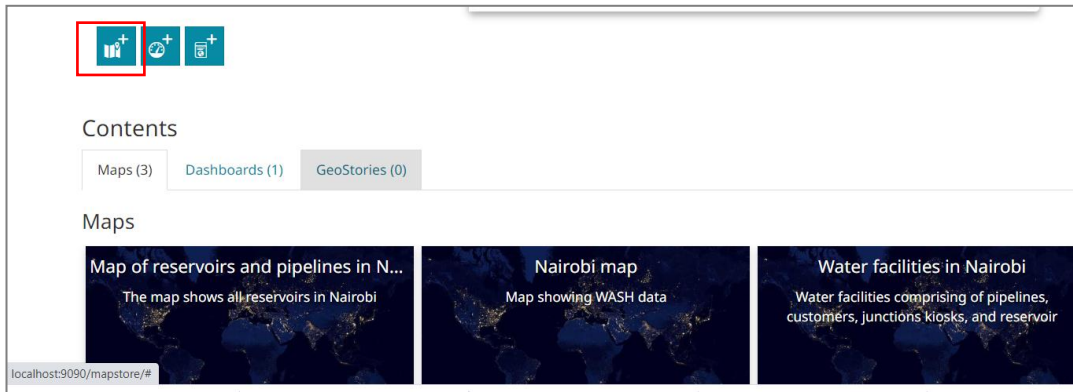 Contents
Maps (3) Dashboards (1) GeoStories (0)
Maps
Map of reservoirs and pipelines in N...
The map shows all reservoirs in Nairobi
Nairobi map
Map showing WASH data
Water facilities in Nairobi
Water facilities comprising of pipelines,
customers, junctions kiosks, and reservoir
localhost:9090/mapstore/#